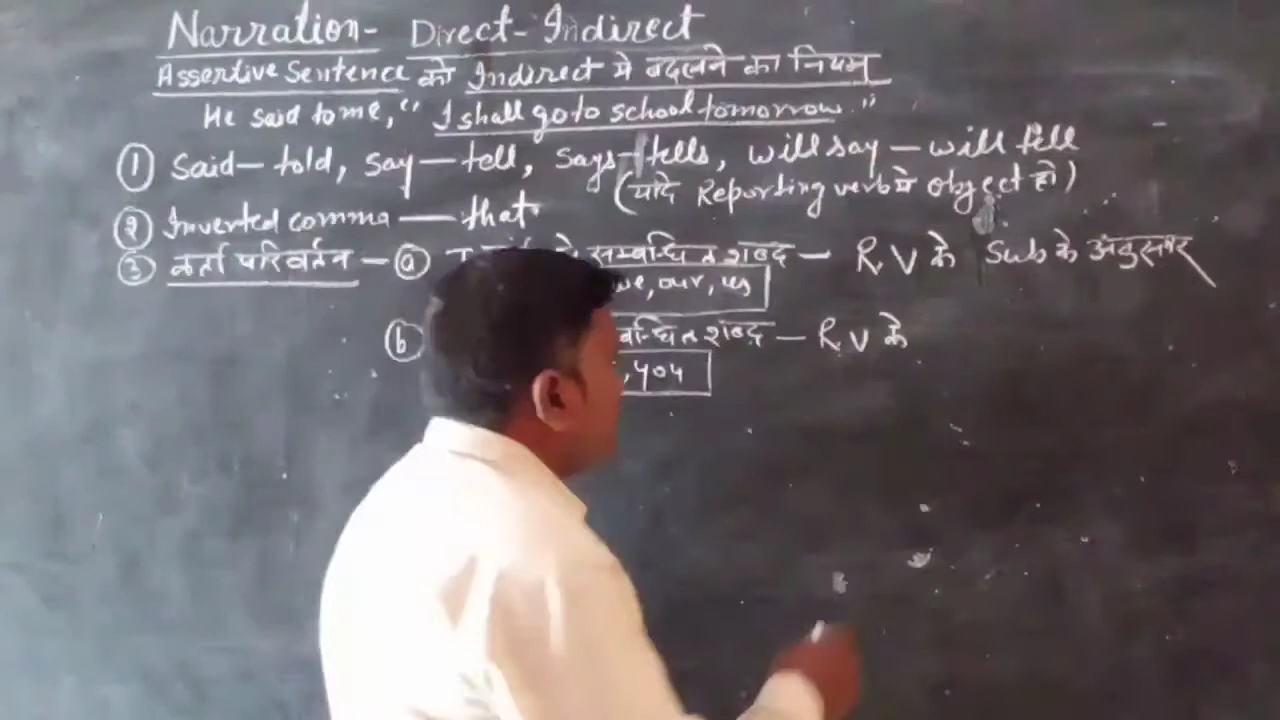 Narration- Direct- Indirect
Assertive Sentence को Indirect मे बदलने का नियम
He said to me, " I shall go to school tomorrow."
① Said — told, say — tell, Says - tells, will say — will tell
(यदि Reporting verb मे object हो)
② Inverted comma — that
③ कर्ता परिवर्तन — ⓐ सम्बन्धित शब्द — R.V के Sub के अनुसार
we, our, us
ⓑ शब्द — R.V के
, you